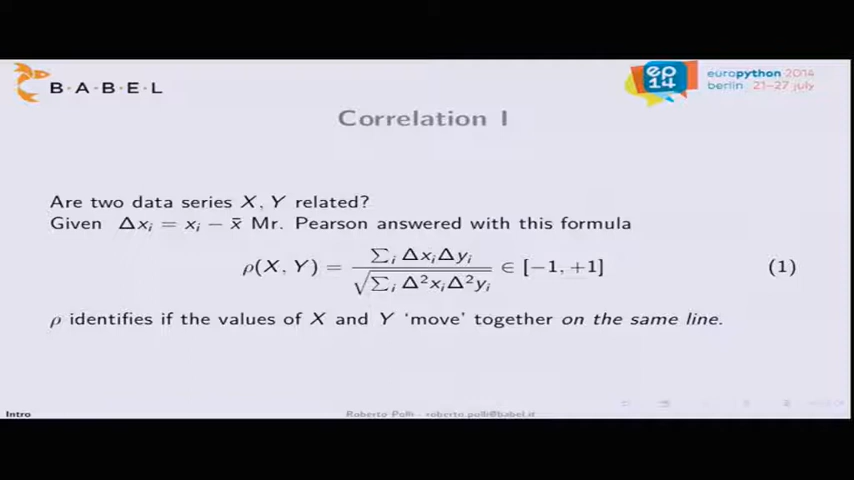 B·A·B·E·L
ep
14
europython 2014
berlin 21–27 july
Correlation I
Are two data series X, Y related?
Given Δxᵢ = xᵢ − x̄ Mr. Pearson answered with this formula
ρ(X, Y) = ∑ᵢ ΔxᵢΔyᵢ / √(∑ᵢ Δ²xᵢΔ²yᵢ) ∈ [−1, +1] (1)
ρ identifies if the values of X and Y ‘move’ together on the same line.
Intro
Roberto Polli - roberto.polli@babel.it